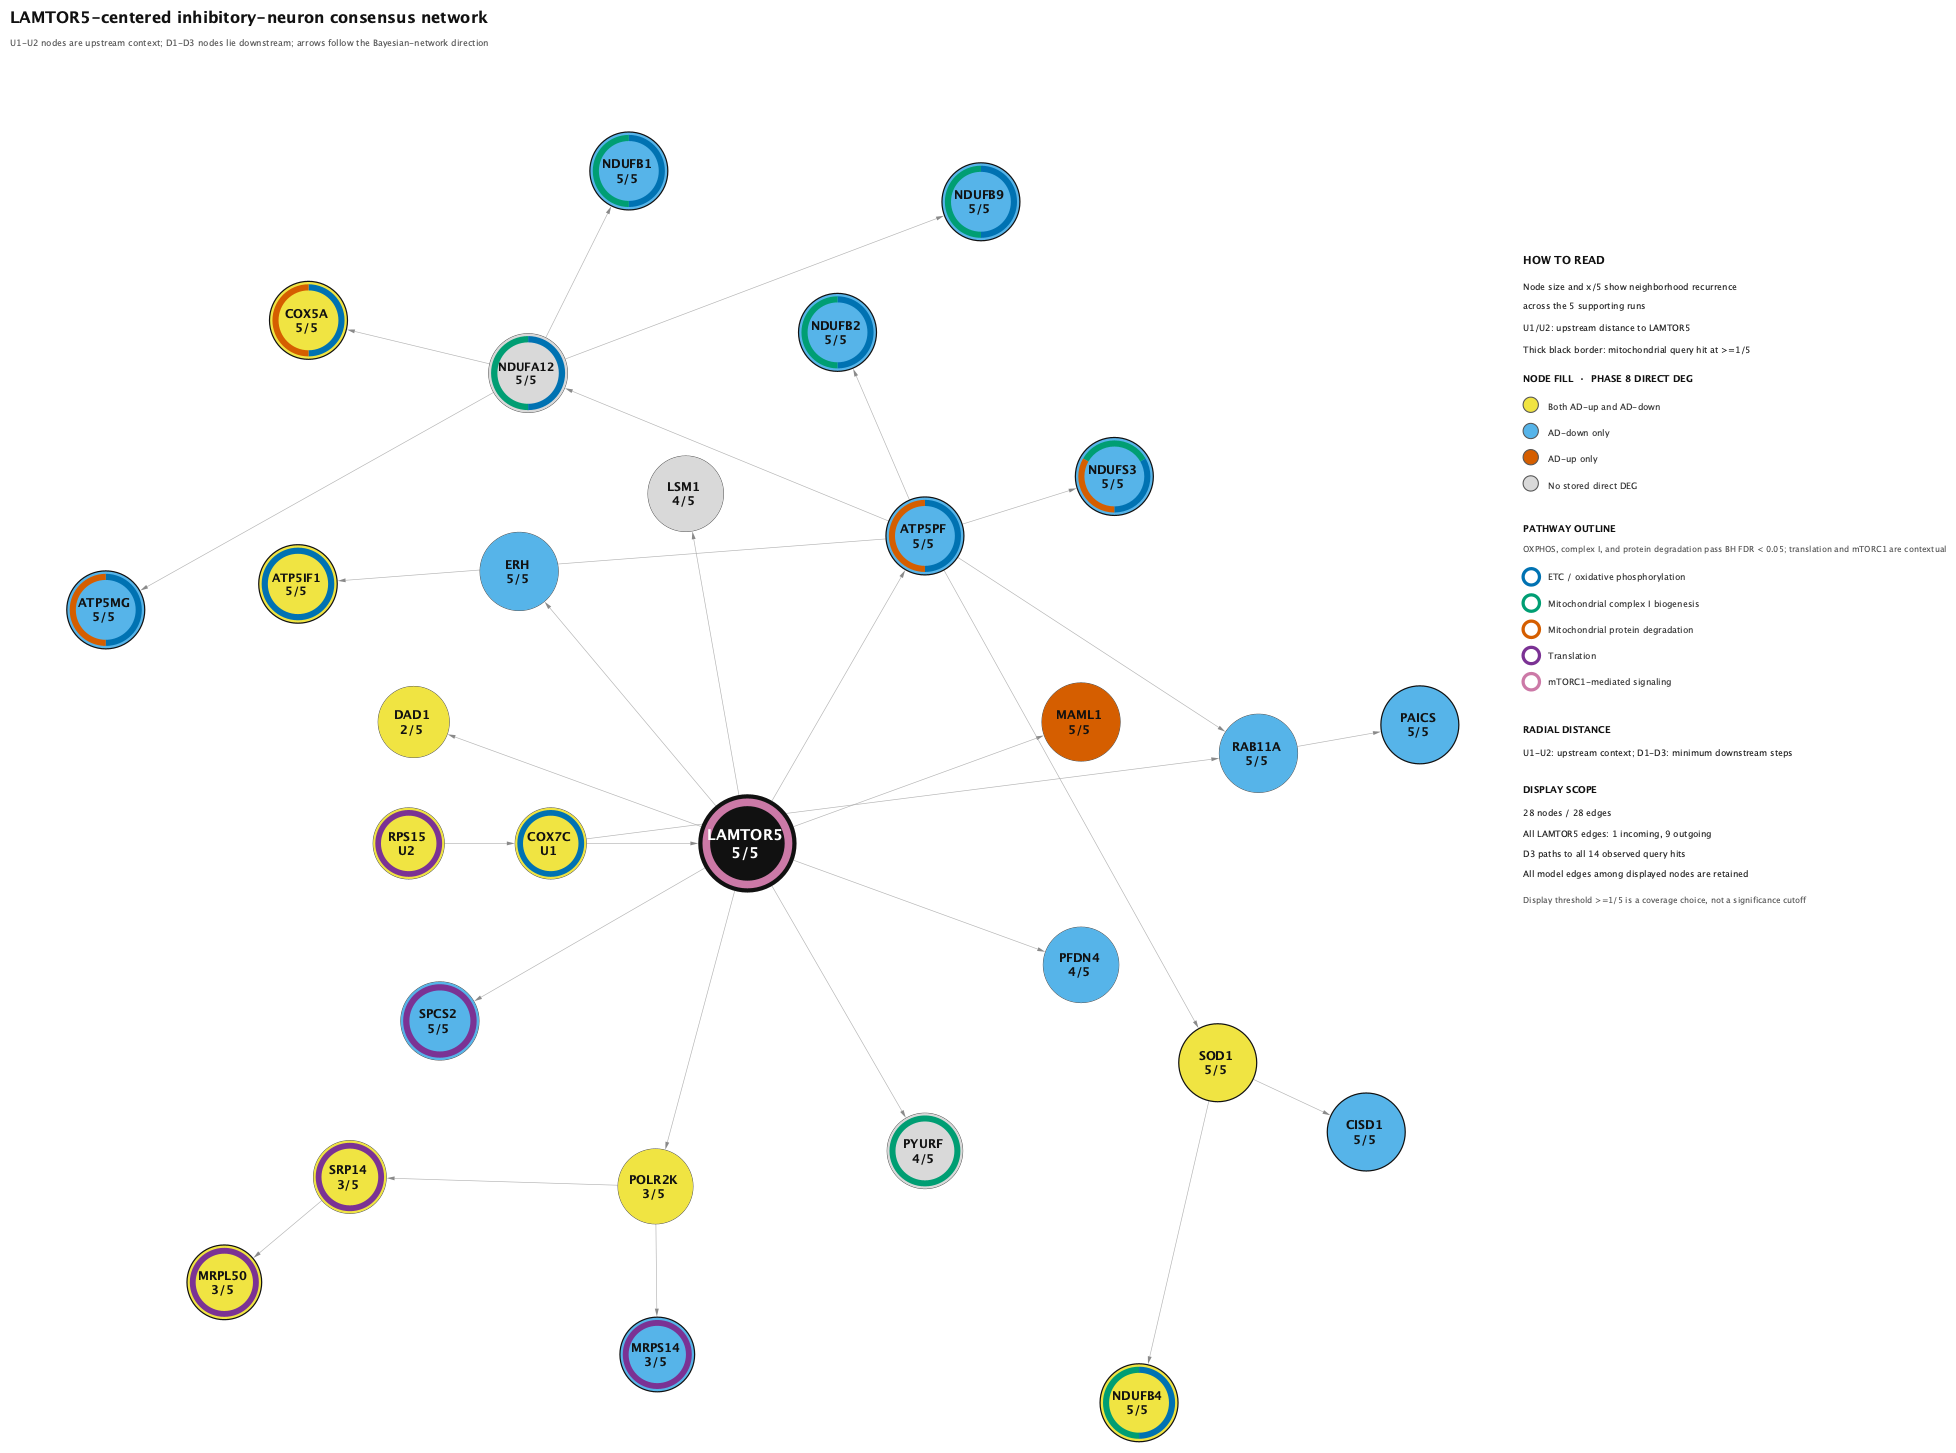 LAMTOR5-centered inhibitory-neuron consensus network
U1-U2 nodes are upstream context; D1-D3 nodes lie downstream; arrows follow the Bayesian-network direction
NDUFB1
5/5
NDUFB9
5/5
COX5A
5/5
NDUFB2
5/5
NDUFA12
5/5
NDUFS3
5/5
LSM1
4/5
ATP5PF
5/5
ERH
5/5
ATP5IF1
5/5
ATP5MG
5/5
DAD1
2/5
MAML1
5/5
RAB11A
5/5
PAICS
5/5
RPS15
U2
COX7C
U1
LAMTOR5
5/5
PFDN4
4/5
SPCS2
5/5
SOD1
5/5
CISD1
5/5
PYURF
4/5
SRP14
3/5
POLR2K
3/5
MRPL50
3/5
MRPS14
3/5
NDUFB4
5/5
HOW TO READ
Node size and x/5 show neighborhood recurrence
across the 5 supporting runs
U1/U2: upstream distance to LAMTOR5
Thick black border: mitochondrial query hit at >=1/5
NODE FILL · PHASE 8 DIRECT DEG
Both AD-up and AD-down
AD-down only
AD-up only
No stored direct DEG
PATHWAY OUTLINE
OXPHOS, complex I, and protein degradation pass BH FDR < 0.05; translation and mTORC1 are contextual
ETC / oxidative phosphorylation
Mitochondrial complex I biogenesis
Mitochondrial protein degradation
Translation
mTORC1-mediated signaling
RADIAL DISTANCE
U1-U2: upstream context; D1-D3: minimum downstream steps
DISPLAY SCOPE
28 nodes / 28 edges
All LAMTOR5 edges: 1 incoming, 9 outgoing
D3 paths to all 14 observed query hits
All model edges among displayed nodes are retained
Display threshold >=1/5 is a coverage choice, not a significance cutoff